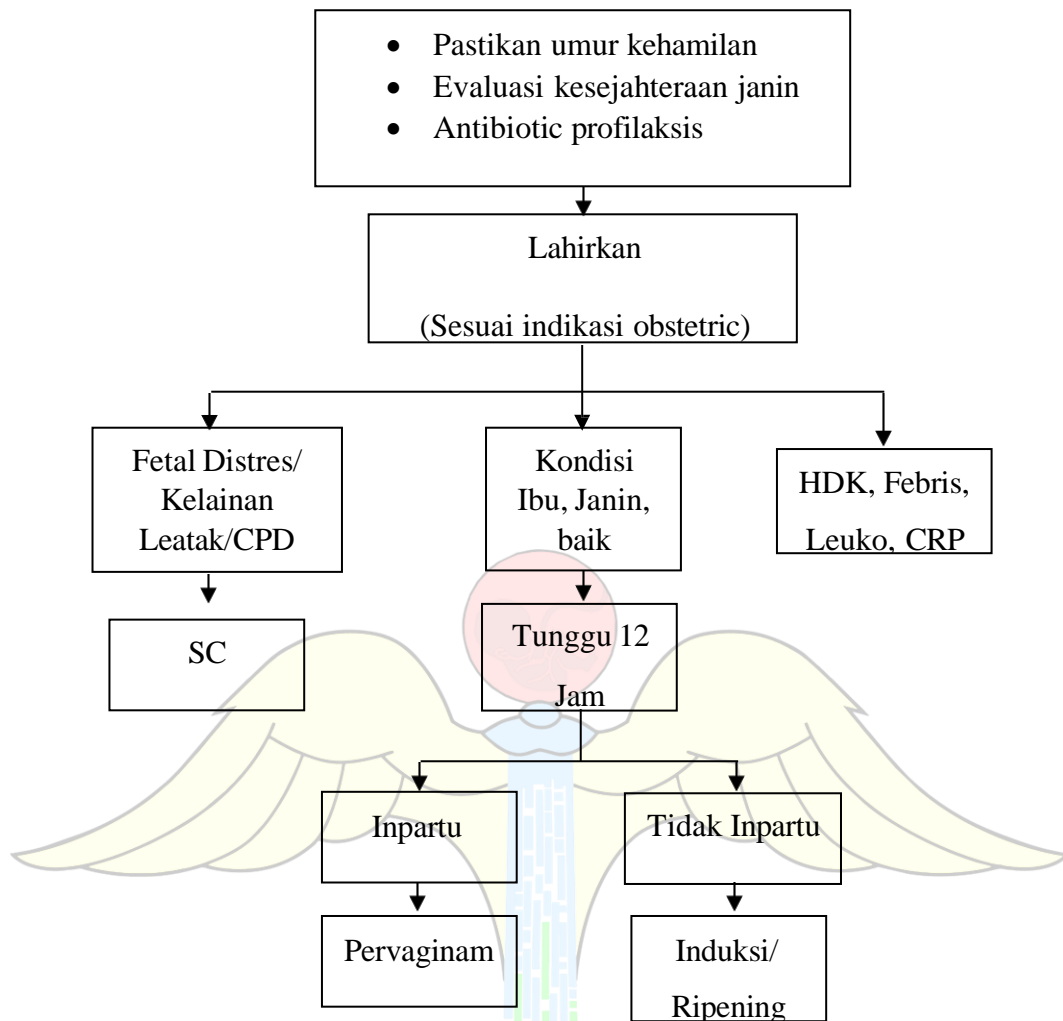 • Pastikan umur kehamilan
• Evaluasi kesejahteraan janin
• Antibiotic profilaksis
Lahirkan
(Sesuai indikasi obstetric)
Fetal Distres/
Kelainan
Leatak/CPD
Kondisi
Ibu, Janin,
baik
HDK, Febris,
Leuko, CRP
SC
Tunggu 12
Jam
Inpartu
Tidak Inpartu
Pervaginam
Induksi/
Ripening